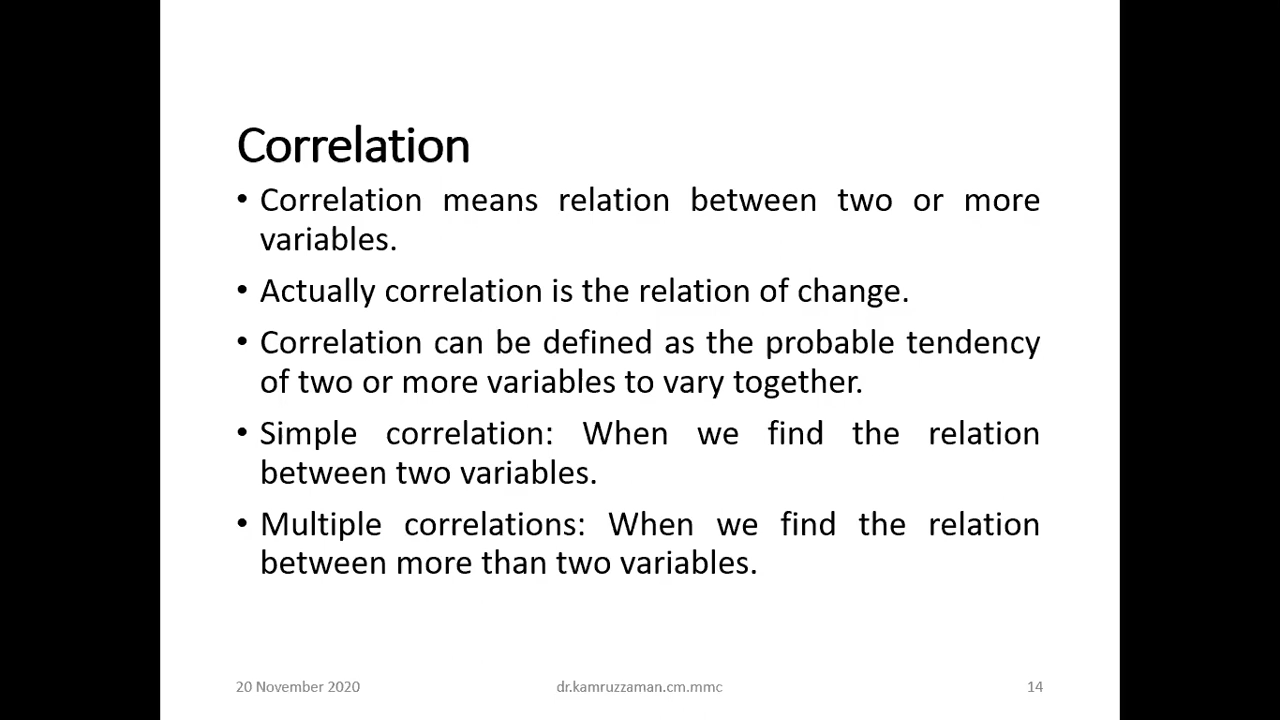 Correlation
• Correlation means relation between two or more
variables.
• Actually correlation is the relation of change.
• Correlation can be defined as the probable tendency
of two or more variables to vary together.
• Simple correlation: When we find the relation
between two variables.
• Multiple correlations: When we find the relation
between more than two variables.
20 November 2020 dr.kamruzzaman.cm.mmc 14